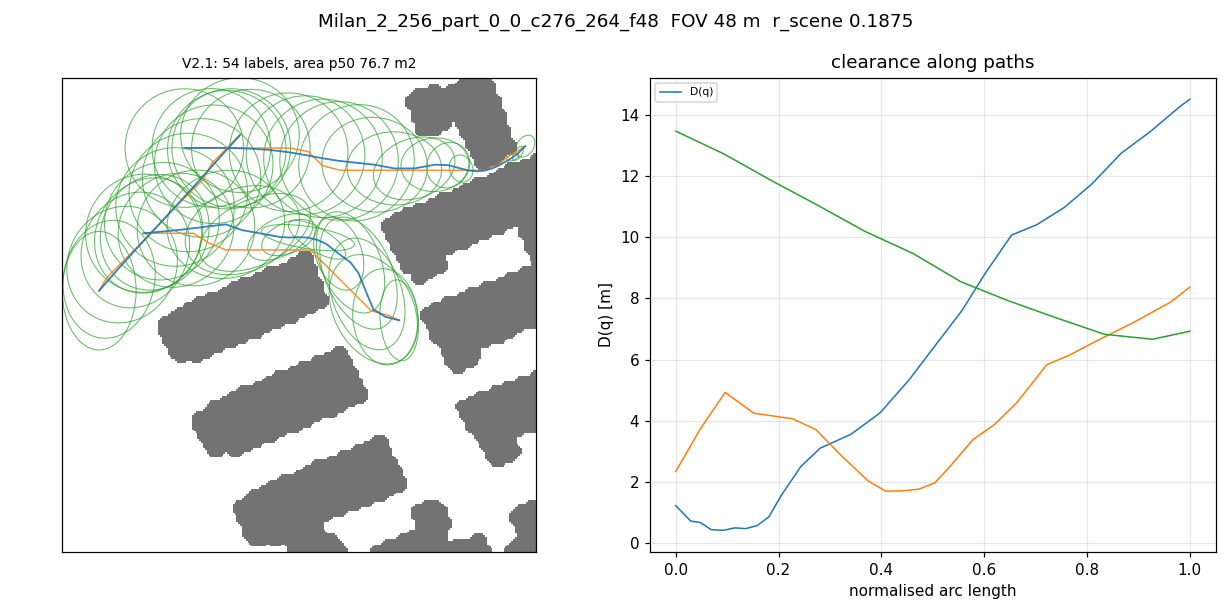 Milan_2_256_part_0_0_c276_264_f48  FOV 48 m  r_scene 0.1875
V2.1: 54 labels, area p50 76.7 m2
clearance along paths
D(q)
D(q) [m]
14
12
10
8
6
4
2
0
0.0 0.2 0.4 0.6 0.8 1.0
normalised arc length